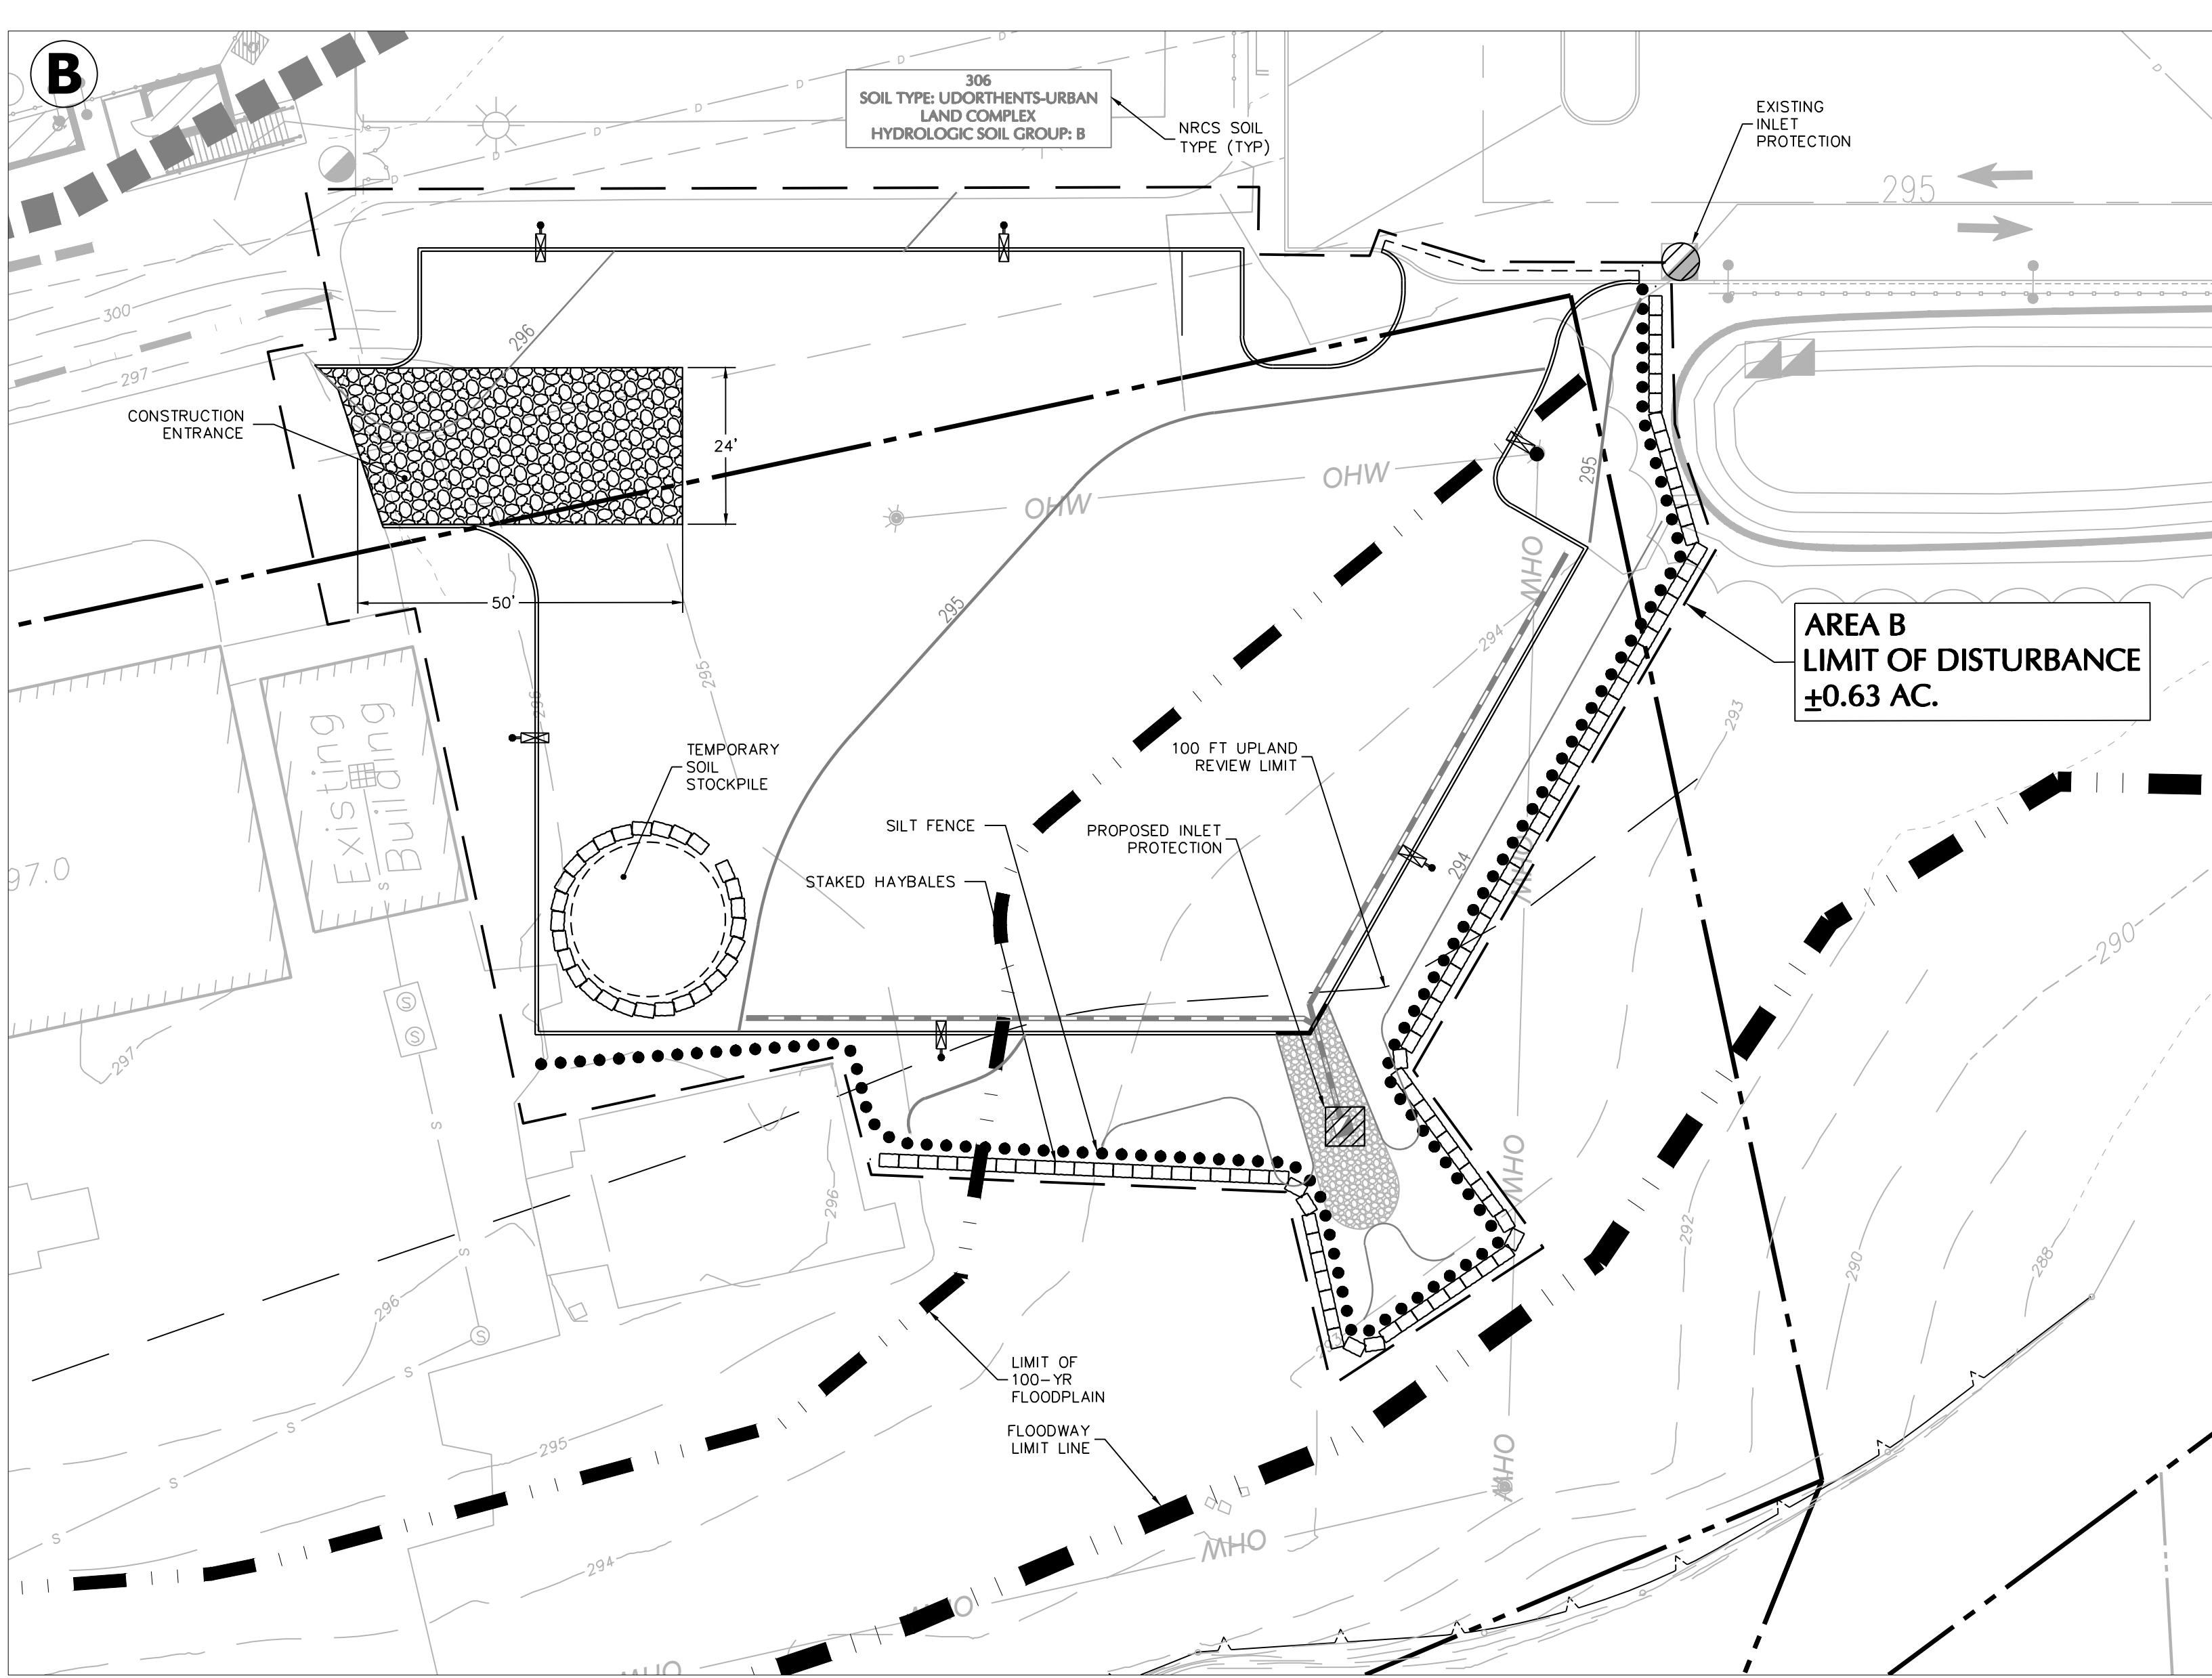 B
306
SOIL TYPE: UDORTHENTS-URBAN
LAND COMPLEX
HYDROLOGIC SOIL GROUP: B
NRCS SOIL
TYPE (TYP)
EXISTING
INLET
PROTECTION
295
D
D
D
D
D
D
D
300
297
296
CONSTRUCTION
ENTRANCE
24'
50'
OHW
OHW
OHW
295
295
294
295
296
AREA B
LIMIT OF DISTURBANCE
±0.63 AC.
293
Existing
Building
97.0
TEMPORARY
SOIL
STOCKPILE
100 FT UPLAND
REVIEW LIMIT
SILT FENCE
PROPOSED INLET
PROTECTION
STAKED HAYBALES
294
OHW
290
S
S
S
297
S
S
S
S
S
S
S
296
296
OHW
292
290
288
LIMIT OF
100-YR
FLOODPLAIN
FLOODWAY
LIMIT LINE
295
294
OHW
OHW
OHW
OHW